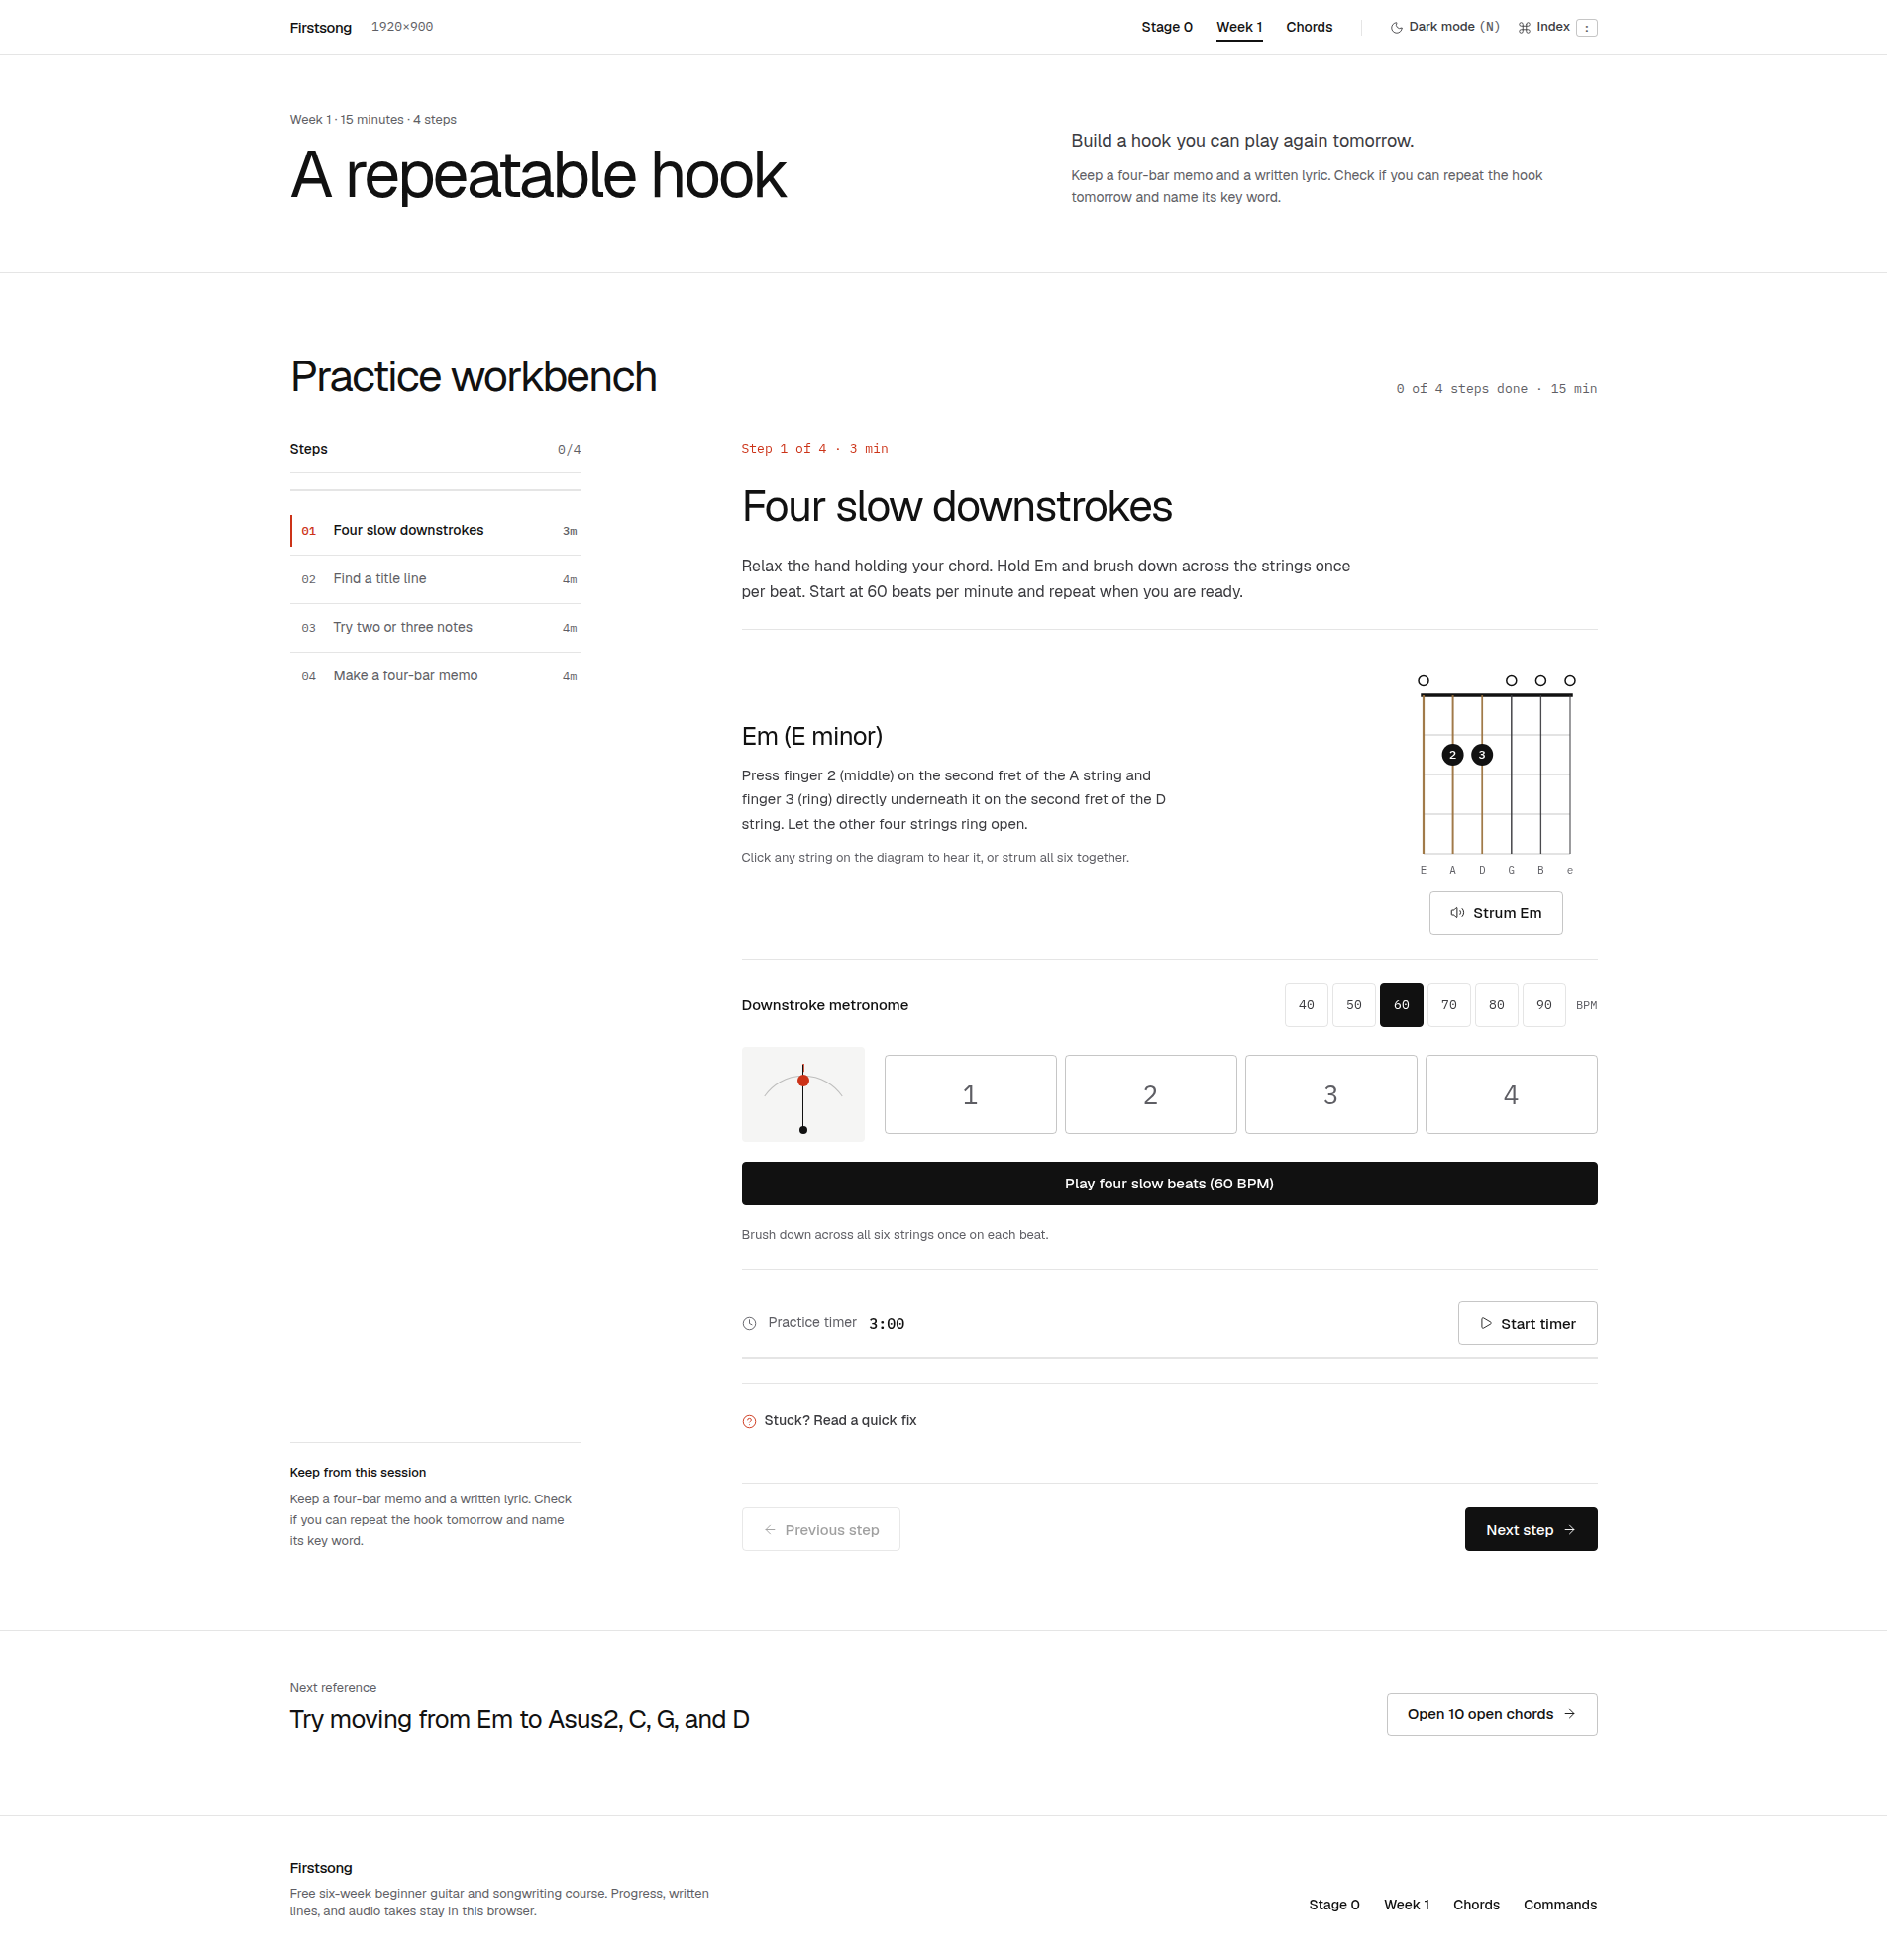 Firstsong 1920×900
Stage 0 Week 1 Chords Dark mode (N) Index :
Week 1 · 15 minutes · 4 steps
A repeatable hook
Build a hook you can play again tomorrow.
Keep a four-bar memo and a written lyric. Check if you can repeat the hook
tomorrow and name its key word.
Practice workbench
0 of 4 steps done · 15 min
Steps 0/4
01 Four slow downstrokes 3m
02 Find a title line 4m
03 Try two or three notes 4m
04 Make a four-bar memo 4m
Keep from this session
Keep a four-bar memo and a written lyric. Check
if you can repeat the hook tomorrow and name
its key word.
Step 1 of 4 · 3 min
Four slow downstrokes
Relax the hand holding your chord. Hold Em and brush down across the strings once
per beat. Start at 60 beats per minute and repeat when you are ready.
Em (E minor)
Press finger 2 (middle) on the second fret of the A string and
finger 3 (ring) directly underneath it on the second fret of the D
string. Let the other four strings ring open.
Click any string on the diagram to hear it, or strum all six together.
2 3
E A D G B e
Strum Em
Downstroke metronome
40 50 60 70 80 90 BPM
1 2 3 4
Play four slow beats (60 BPM)
Brush down across all six strings once on each beat.
Practice timer 3:00
Start timer
Stuck? Read a quick fix
Previous step
Next step
Next reference
Try moving from Em to Asus2, C, G, and D
Open 10 open chords
Firstsong
Free six-week beginner guitar and songwriting course. Progress, written
lines, and audio takes stay in this browser.
Stage 0 Week 1 Chords Commands